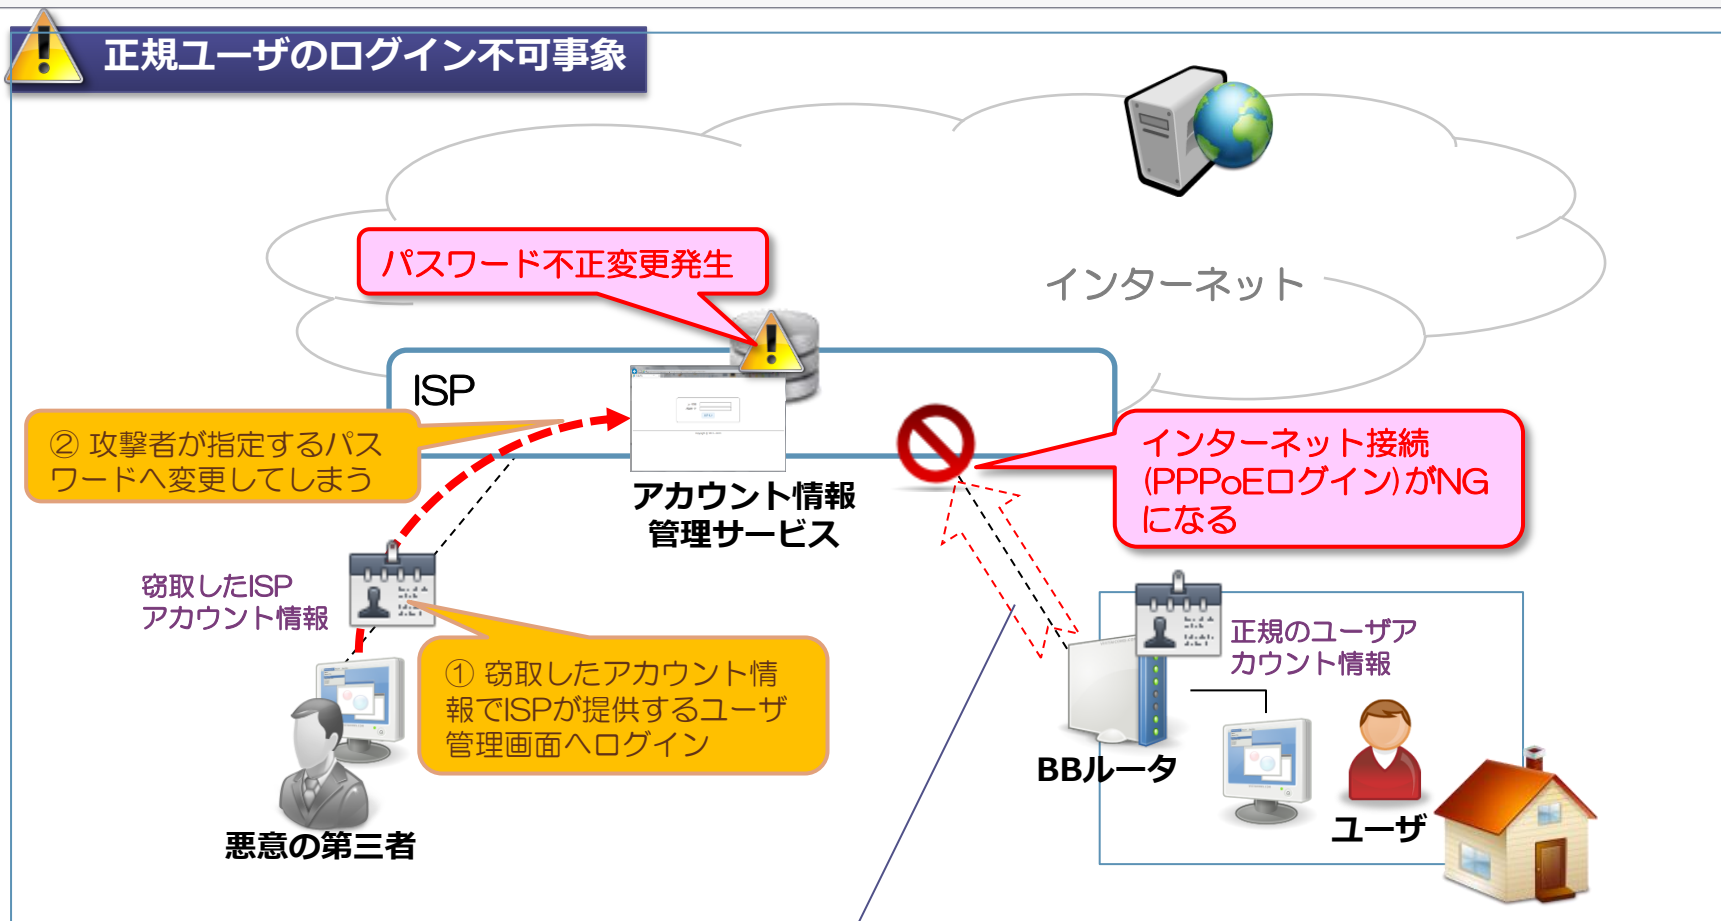 正規ユーザのログイン不可事象
パスワード不正変更発生
インターネット
ISP
② 攻撃者が指定するパス
ワードへ変更してしまう
インターネット接続
(PPPoEログイン)がNG
になる
アカウント情報
管理サービス
窃取したISP
アカウント情報
① 窃取したアカウント情
報でISPが提供するユーザ
管理画面へログイン
正規のユーザア
カウント情報
BBルータ
ユーザ
悪意の第三者